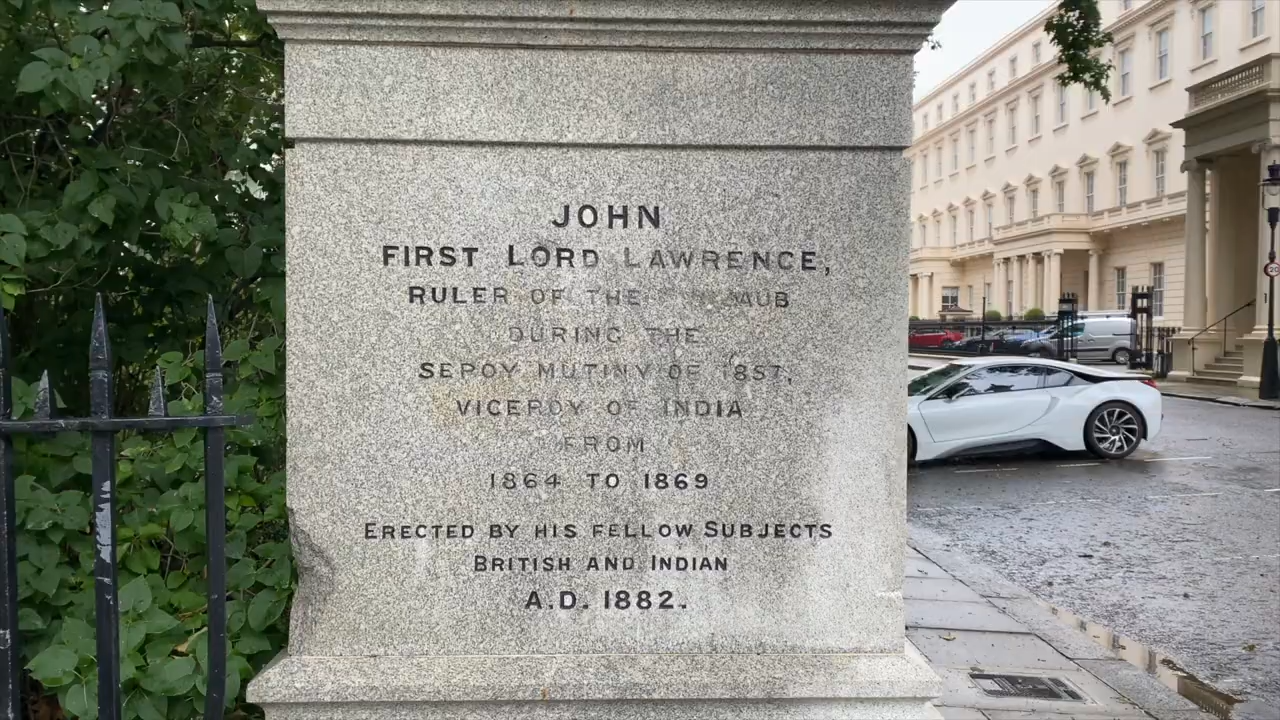 JOHN
FIRST LORD LAWRENCE,
RULER OF THE
DURING THE
SEPOY MUTINY OF 1857,
VICEROY OF INDIA
FROM
1864 TO 1869
ERECTED BY HIS FELLOW SUBJECTS
BRITISH AND INDIAN
A.D. 1882.
20